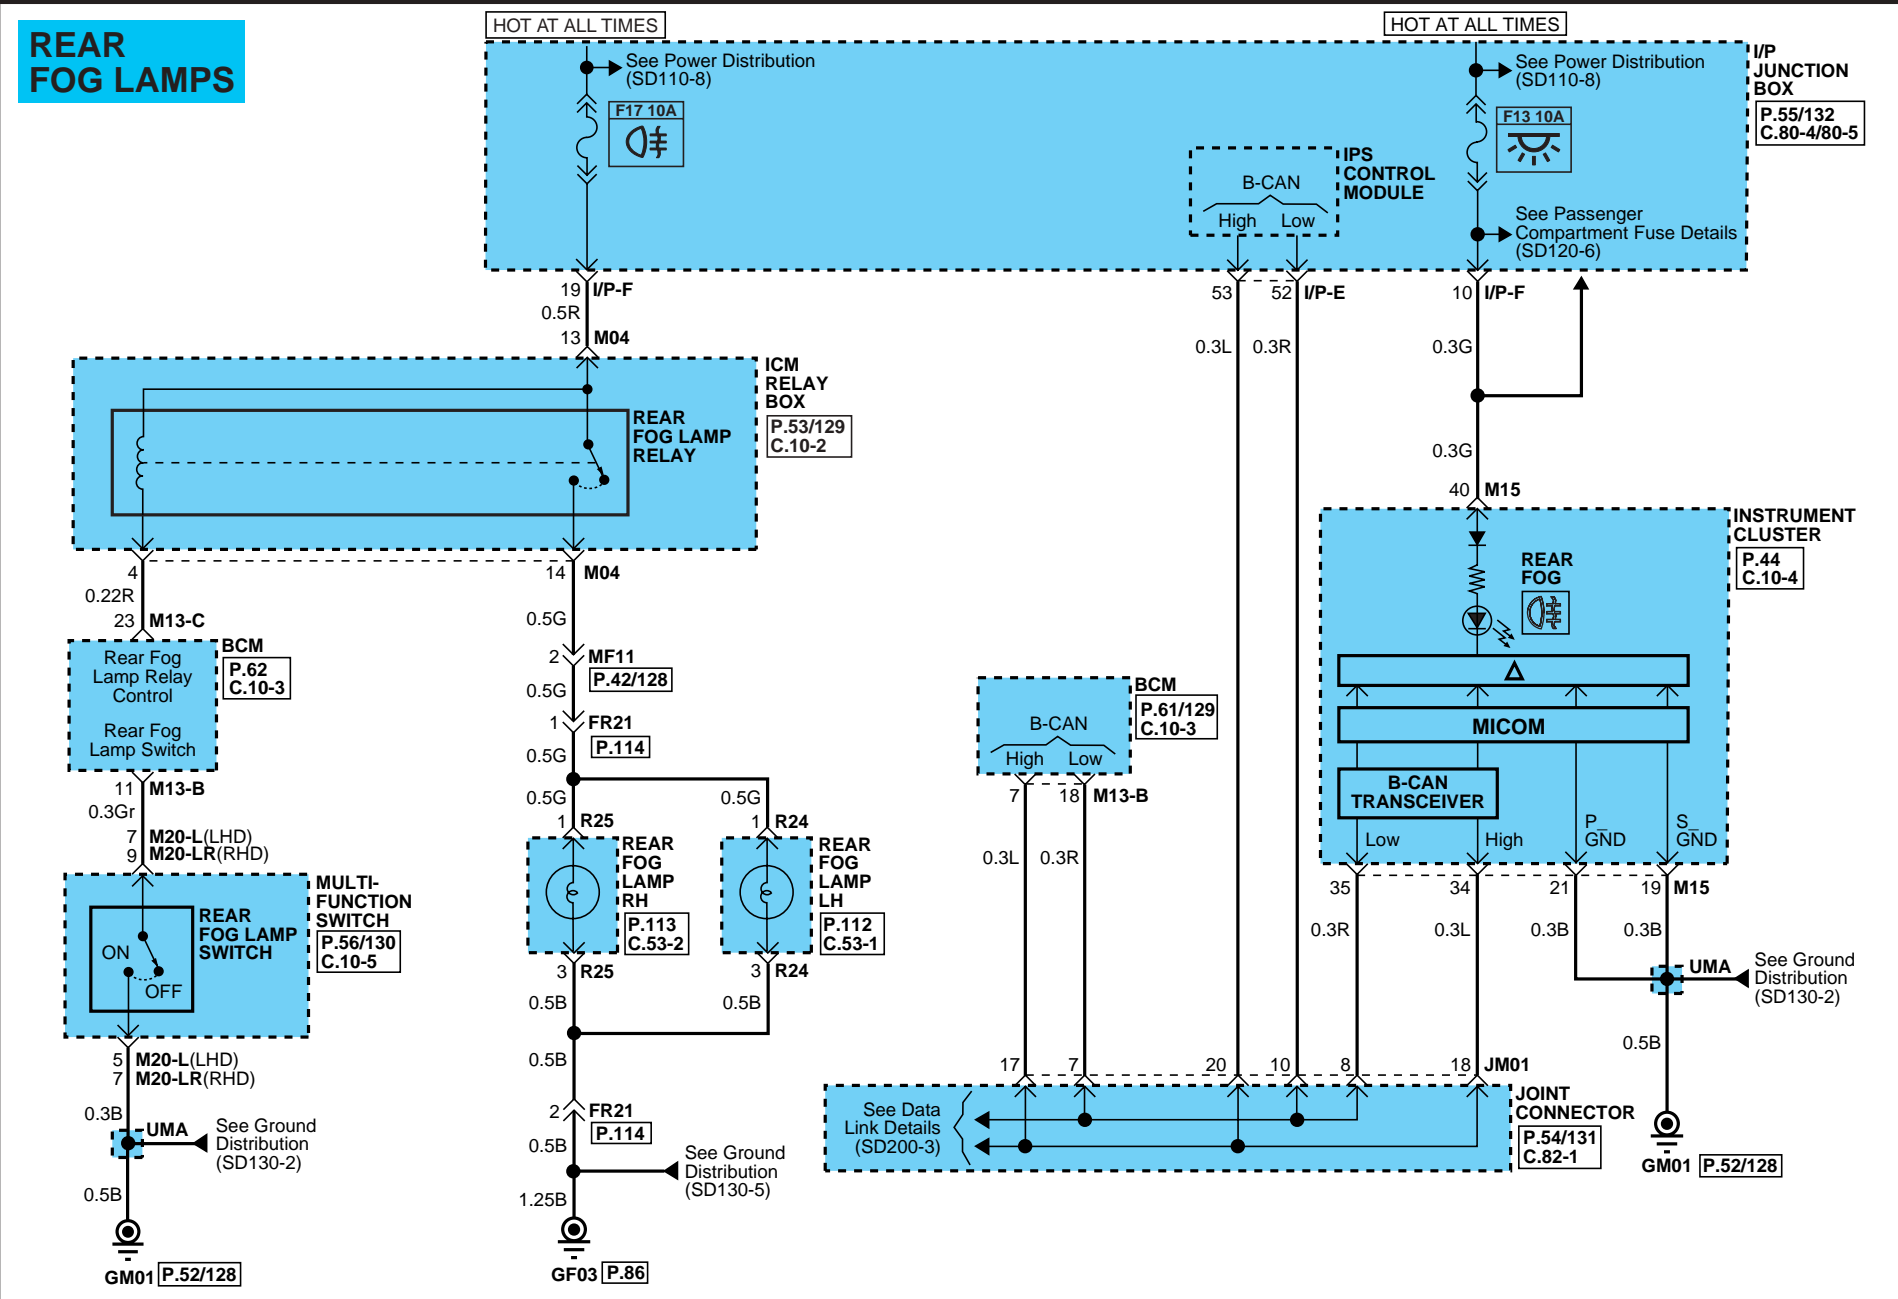 REAR
FOG LAMPS
HOT AT ALL TIMES
HOT AT ALL TIMES
See Power Distribution
(SD110-8)
F17 10A
See Power Distribution
(SD110-8)
F13 10A
I/P
JUNCTION
BOX
P.55/132
C.80-4/80-5
IPS
CONTROL
MODULE
B-CAN
High Low
See Passenger
Compartment Fuse Details
(SD120-6)
19 I/P-F
0.5R
13 M04
53 52 I/P-E
0.3L 0.3R
10 I/P-F
0.3G
0.3G
40 M15
ICM
RELAY
BOX
P.53/129
C.10-2
REAR
FOG LAMP
RELAY
4
0.22R
23 M13-C
14 M04
0.5G
2 MF11
P.42/128
0.5G
1 FR21
P.114
0.5G
0.5G
0.5G
BCM
P.62
C.10-3
Rear Fog
Lamp Relay
Control
Rear Fog
Lamp Switch
11 M13-B
0.3Gr
7 M20-L(LHD)
9 M20-LR(RHD)
MULTI-
FUNCTION
SWITCH
P.56/130
C.10-5
REAR
FOG LAMP
SWITCH
ON
OFF
5 M20-L(LHD)
7 M20-LR(RHD)
0.3B
UMA
See Ground
Distribution
(SD130-2)
0.5B
GM01 P.52/128
1 R25
REAR
FOG
LAMP
RH
P.113
C.53-2
3 R25
0.5B
1 R24
REAR
FOG
LAMP
LH
P.112
C.53-1
3 R24
0.5B
0.5B
2 FR21
P.114
0.5B
See Ground
Distribution
(SD130-5)
1.25B
GF03 P.86
BCM
P.61/129
C.10-3
B-CAN
High Low
7 18 M13-B
0.3L 0.3R
INSTRUMENT
CLUSTER
P.44
C.10-4
REAR
FOG
Δ
MICOM
B-CAN
TRANSCEIVER
Low High
P_
GND
S_
GND
35 34 21 19 M15
0.3R 0.3L 0.3B 0.3B
UMA
See Ground
Distribution
(SD130-2)
0.5B
GM01 P.52/128
17 7 20 10 8 18 JM01
See Data
Link Details
(SD200-3)
JOINT
CONNECTOR
P.54/131
C.82-1